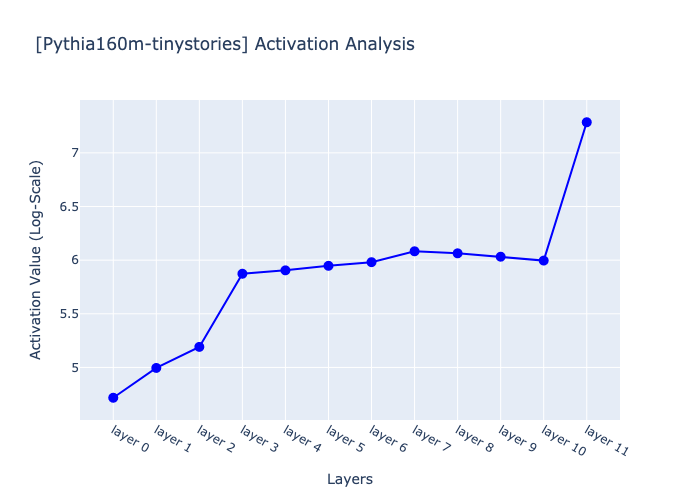 [Pythia160m-tinystories] Activation Analysis
Activation Value (Log-Scale)
7
6.5
6
5.5
5
layer 0
layer 1
layer 2
layer 3
layer 4
layer 5
layer 6
layer 7
layer 8
layer 9
layer 10
layer 11
Layers